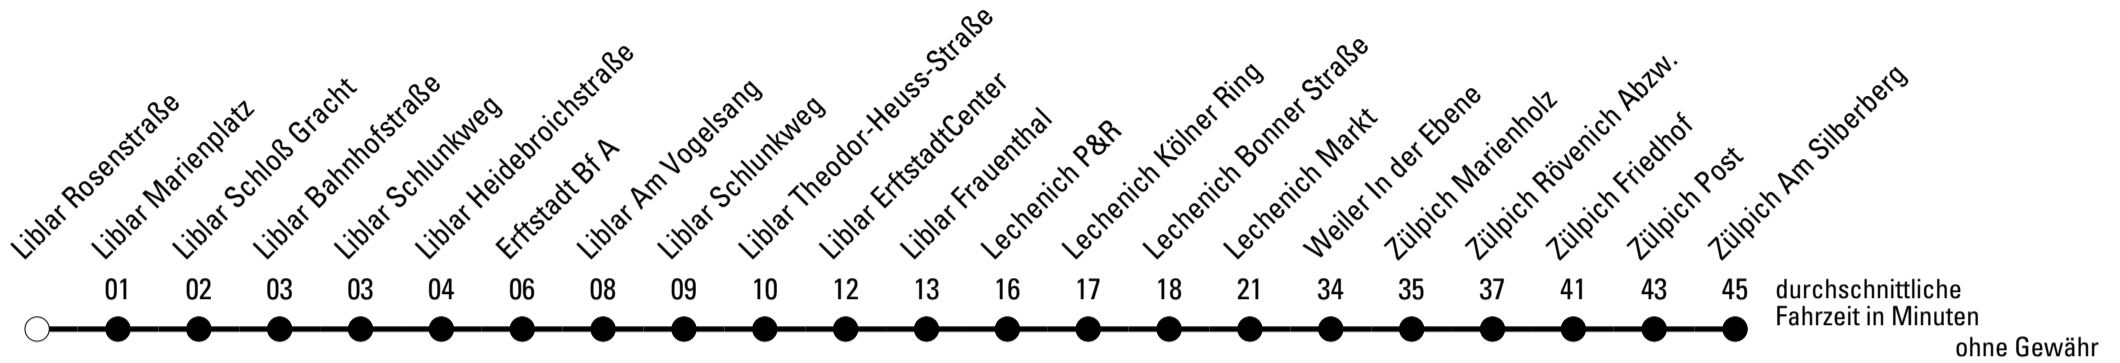 Liblar Rosenstraße
Liblar Marienplatz
Liblar Schloß Gracht
Liblar Bahnhofstraße
Liblar Schlunkweg
Liblar Heidebroichstraße
Erftstadt Bf A
Liblar Am Vogelsang
Liblar Schlunkweg
Liblar Theodor-Heuss-Straße
Liblar ErftstadtCenter
Liblar Frauenthal
Lechenich P&R
Lechenich Kölner Ring
Lechenich Bonner Straße
Lechenich Markt
Weiler In der Ebene
Zülpich Marienholz
Zülpich Rövenich Abzw.
Zülpich Friedhof
Zülpich Post
Zülpich Am Silberberg
01 02 03 03 04 06 08 09 10 12 13 16 17 18 21 34 35 37 41 43 45
durchschnittliche
Fahrzeit in Minuten
ohne Gewähr